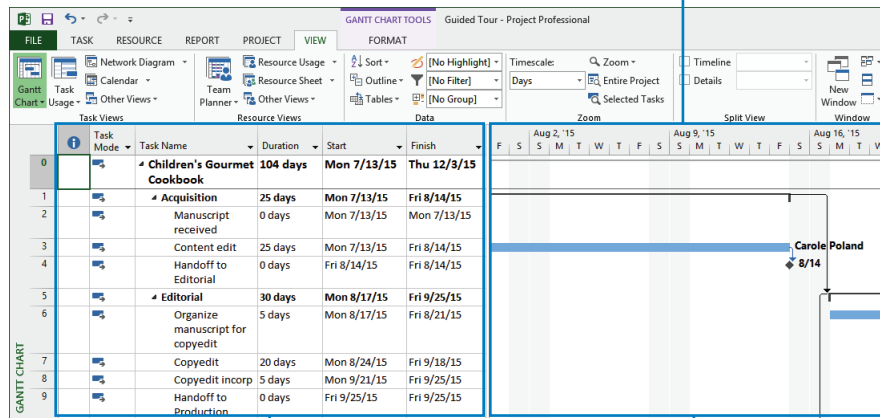 GANTT CHART TOOLS Guided Tour - Project Professional
FILE TASK RESOURCE REPORT PROJECT VIEW FORMAT
Network Diagram Resource Usage Sort [No Highlight] Timescale: Zoom Timeline
Gantt Chart Task Usage Calendar Team Planner Resource Sheet Outline [No Filter] Days Entire Project Details New Window
Other Views Other Views Tables [No Group] Selected Tasks
Task Views Resource Views Data Zoom Split View Window
Task Mode Task Name Duration Start Finish
Aug 2, '15 Aug 9, '15 Aug 16, '15
F S S M T W T F S S M T W T F S S M T W
0 Children's Gourmet Cookbook 104 days Mon 7/13/15 Thu 12/3/15
1 Acquisition 25 days Mon 7/13/15 Fri 8/14/15
2 Manuscript received 0 days Mon 7/13/15 Mon 7/13/15
3 Content edit 25 days Mon 7/13/15 Fri 8/14/15 Carole Poland
4 Handoff to Editorial 0 days Fri 8/14/15 Fri 8/14/15 8/14
5 Editorial 30 days Mon 8/17/15 Fri 9/25/15
6 Organize manuscript for copyedit 5 days Mon 8/17/15 Fri 8/21/15
7 Copyedit 20 days Mon 8/24/15 Fri 9/18/15
8 Copyedit incorp 5 days Mon 9/21/15 Fri 9/25/15
9 Handoff to Production 0 days Fri 9/25/15 Fri 9/25/15
GANTT CHART